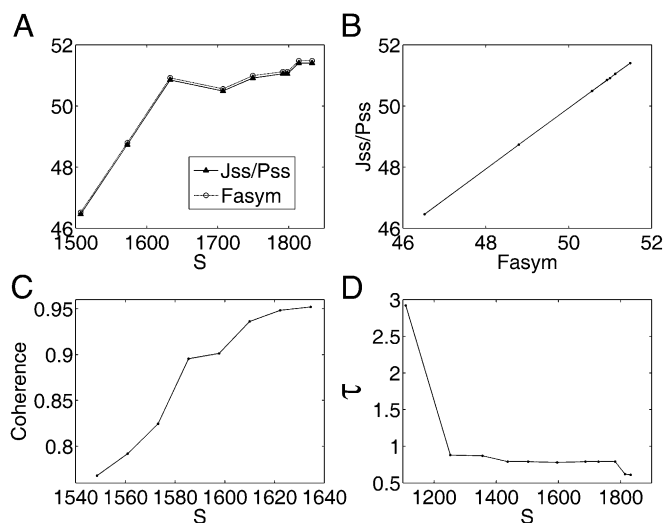 A
52
50
48
46
1500
1600
1700
1800
S
Jss/Pss
Fasym
B
52
50
48
46
46
48
50
52
Jss/Pss
Fasym
C
0.95
0.9
0.85
0.8
1540
1560
1580
1600
1620
1640
Coherence
S
D
3
2.5
2
1.5
1
0.5
1200
1400
1600
1800
τ
S